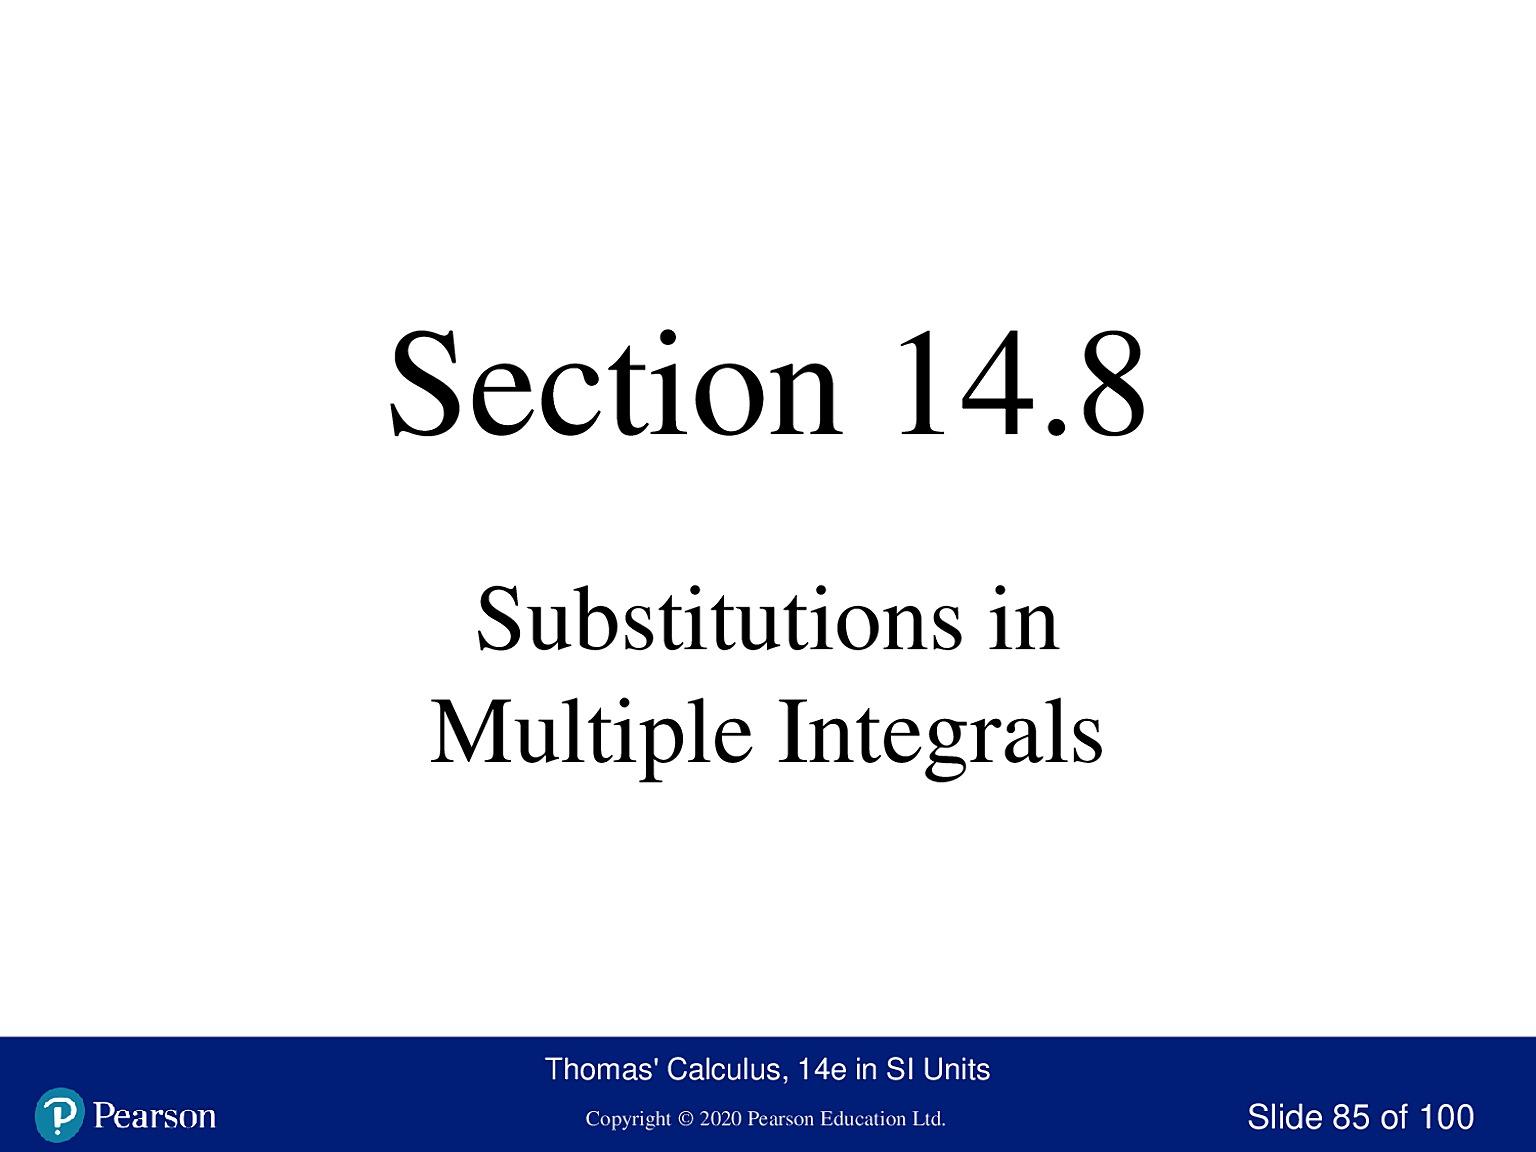 Section 14.8
Substitutions in
Multiple Integrals
Thomas' Calculus, 14e in SI Units
Pearson
Copyright © 2020 Pearson Education Ltd.
Slide 85 of 100